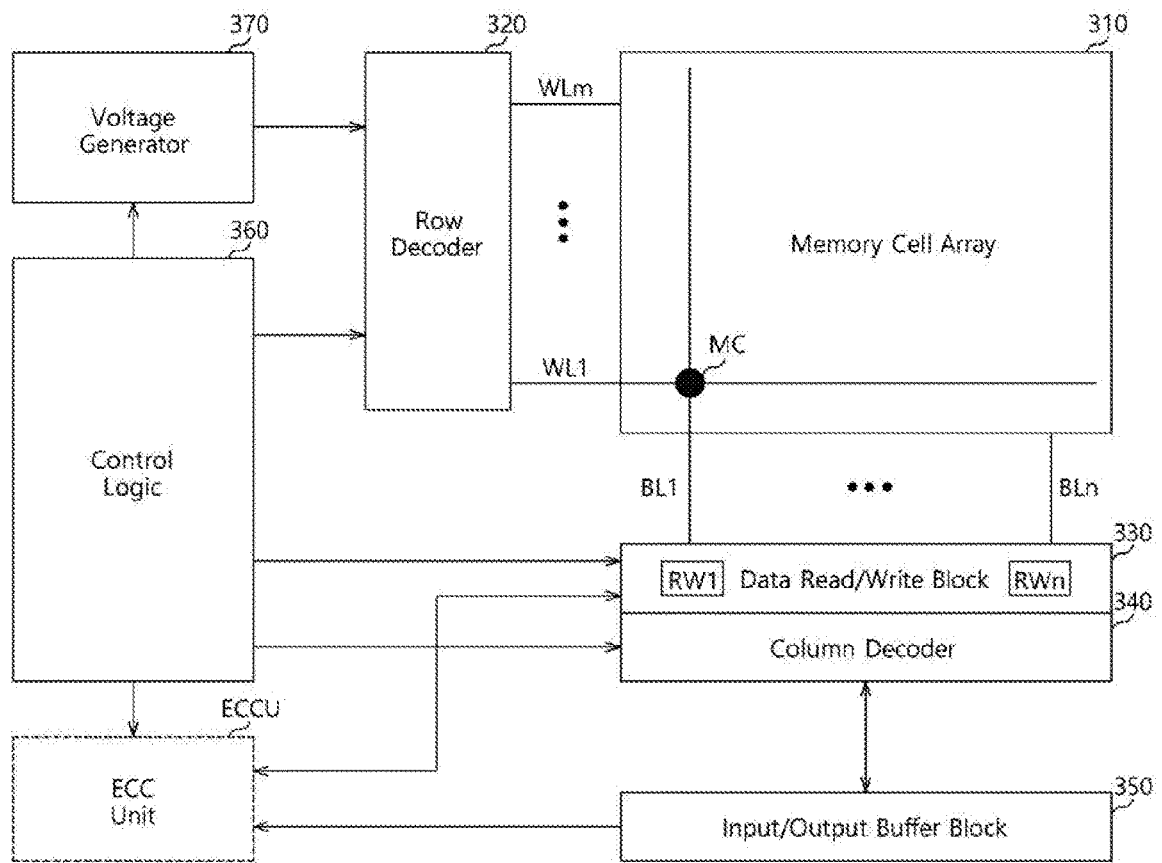 370
320
310
Voltage
Generator
WLm
Row
Decoder
Memory Cell Array
360
MC
WL1
Control
Logic
BL1
BLn
330
RW1 Data Read/Write Block RWn
340
Column Decoder
ECCU
ECC
Unit
350
Input/Output Buffer Block